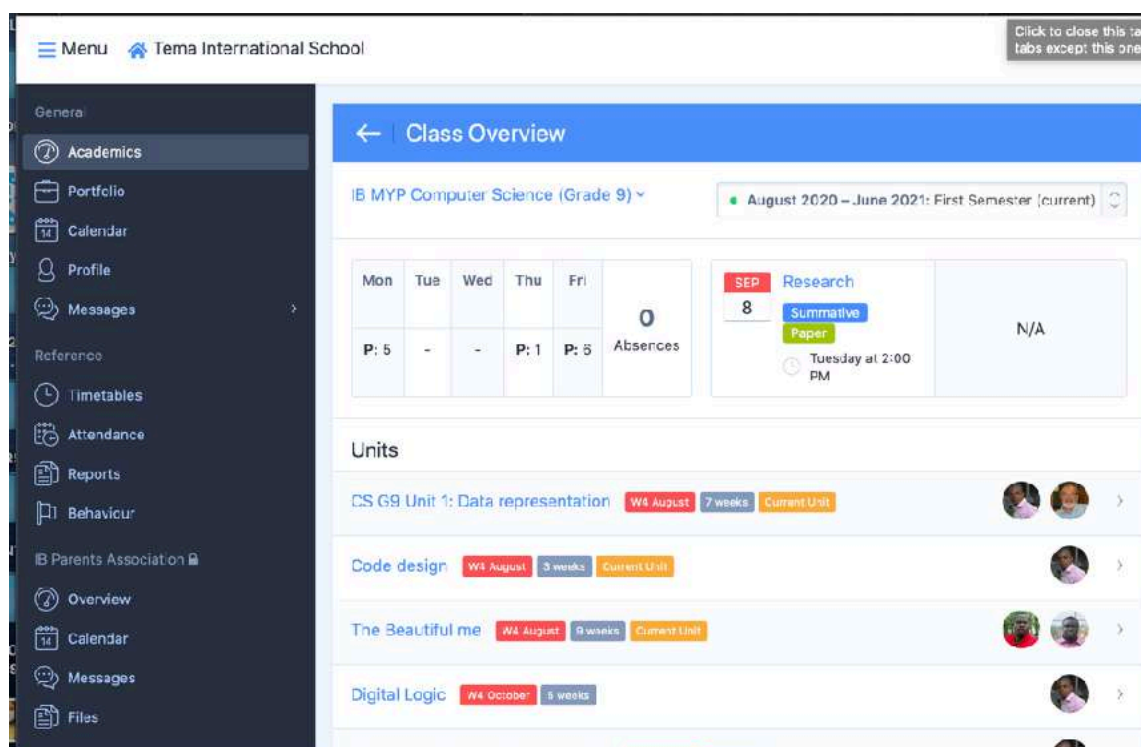 Click to close this ta
tabs except this one
Menu Tema International School
General
Academics
Portfolio
Calendar
Profile
Messages
Reference
Timetables
Attendance
Reports
Behaviour
IB Parents Association
Overview
Calendar
Messages
Files
Class Overview
IB MYP Computer Science (Grade 9)
August 2020 – June 2021: First Semester (current)
Mon Tue Wed Thu Fri
P: 5 - - P: 1 P: 6
0
Absences
SEP
8
Research
Summative
Paper
Tuesday at 2:00
PM
N/A
Units
CS G9 Unit 1: Data representation W4 August 7 weeks Current Unit
Code design W4 August 3 weeks Current Unit
The Beautiful me W4 August 9 weeks Current Unit
Digital Logic W4 October 5 weeks